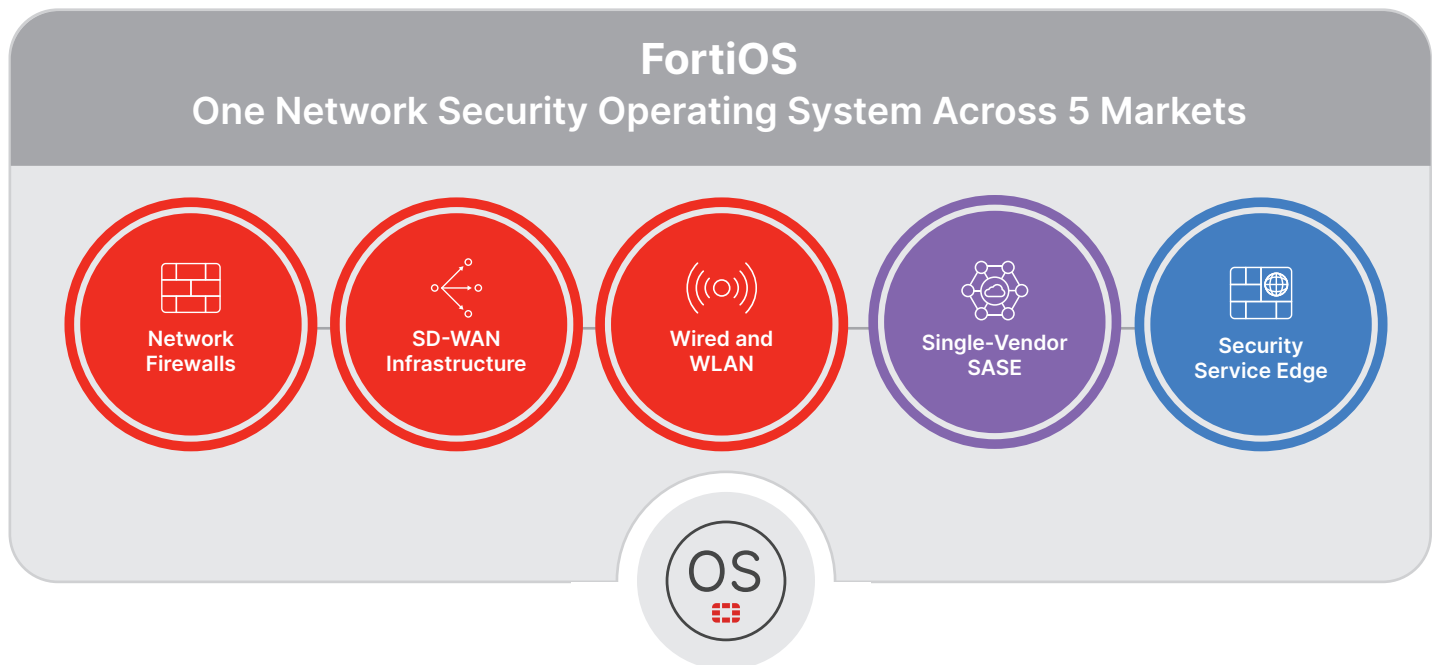 FortiOS
One Network Security Operating System Across 5 Markets
Network
Firewalls
SD-WAN
Infrastructure
Wired and
WLAN
Single-Vendor
SASE
Security
Service Edge
OS